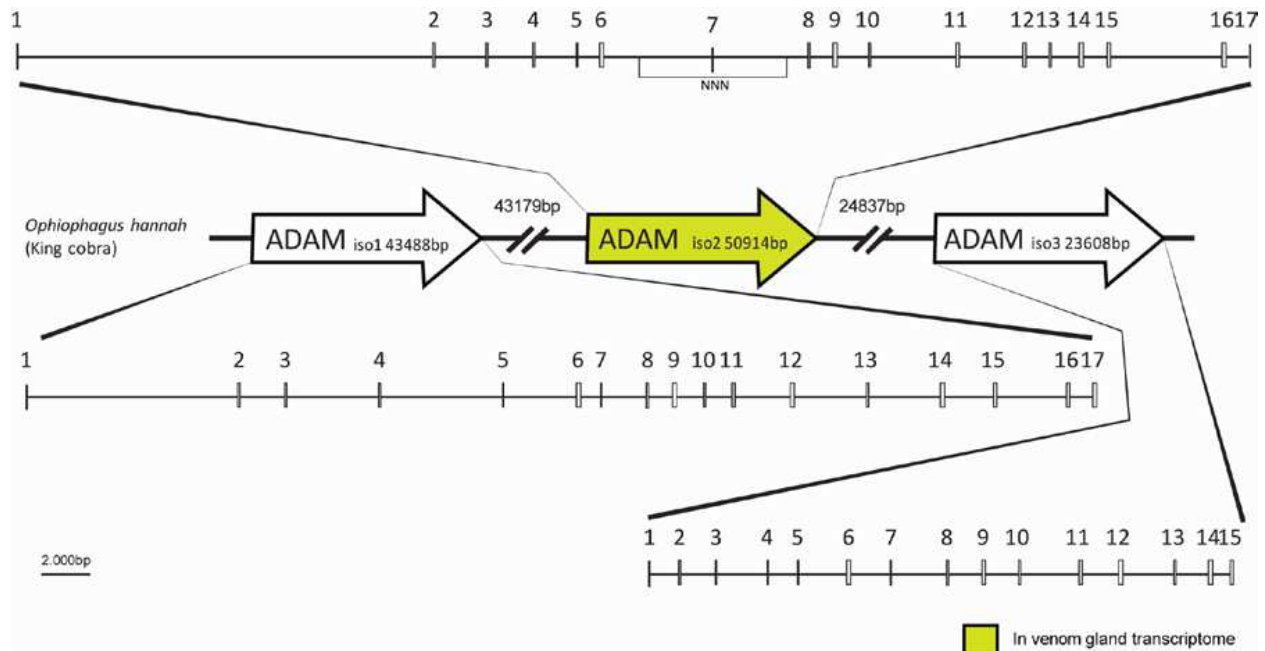 1 2 3 4 5 6 7 8 9 10 11 12 13 14 15 16 17
NNN
Ophiophagus hannah
(King cobra)
ADAM iso1 43488bp
43179bp
ADAM iso2 50914bp
24837bp
ADAM iso3 23608bp
1 2 3 4 5 6 7 8 9 10 11 12 13 14 15 16 17
1 2 3 4 5 6 7 8 9 10 11 12 13 14 15
2.000bp
In venom gland transcriptome